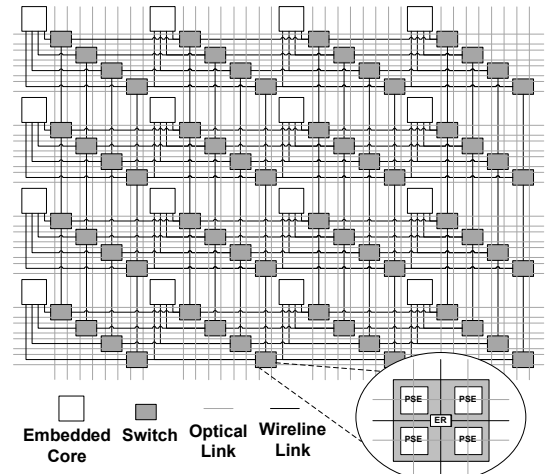 PSE PSE
ER
PSE PSE
Embedded Core
Switch
Optical Link
Wireline Link